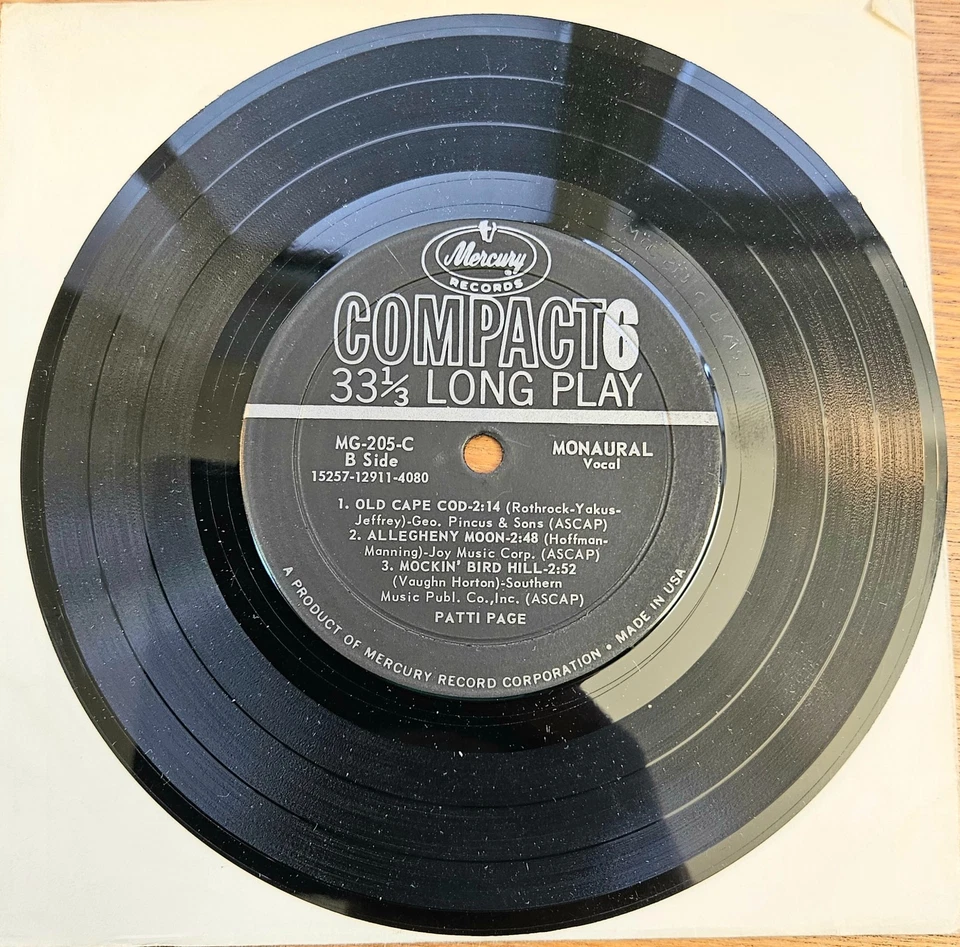 Mercury
RECORDS
COMPACT 6
33⅓ LONG PLAY
MG-205-C
B Side
15257-12911-4080
MONAURAL
Vocal
1. OLD CAPE COD-2:14 (Rothrock-Yakus-
Jeffrey)-Geo. Pincus & Sons (ASCAP)
2. ALLEGHENY MOON-2:48 (Hoffman-
Manning)-Joy Music Corp. (ASCAP)
3. MOCKIN' BIRD HILL-2:52
(Vaughn Horton)-Southern
Music Publ. Co.,Inc. (ASCAP)
PATTI PAGE
A PRODUCT OF MERCURY RECORD CORPORATION • MADE IN USA